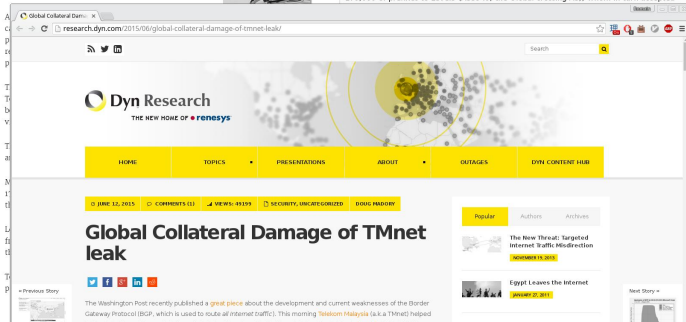 Global Collateral Dama
research.dyn.com/2015/06/global-collateral-damage-of-tmnet-leak/
Search
Dyn Research
THE NEW HOME OF renesys
HOME TOPICS PRESENTATIONS ABOUT OUTAGES DYN CONTENT HUB
JUNE 12, 2015 COMMENTS (1) VIEWS: 49199 SECURITY, UNCATEGORIZED DOUG MADORY
Global Collateral Damage of TMnet
leak
Popular Authors Archives
The New Threat: Targeted
Internet Traffic Misdirection
NOVEMBER 19, 2013
Egypt Leaves the Internet
JANUARY 27, 2011
« Previous Story
Next Story »
The Washington Post recently published a great piece about the development and current weaknesses of the Border
Gateway Protocol (BGP, which is used to route all internet traffic). This morning Telekom Malaysia (a.k.a TMnet) helped